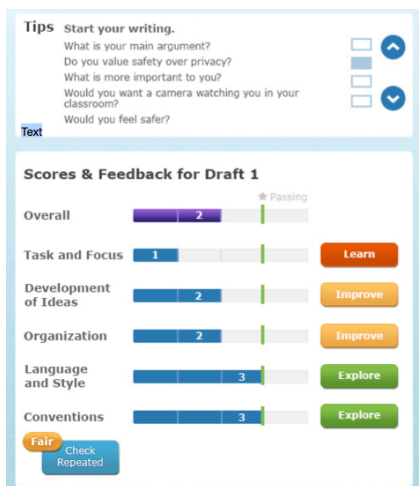 Tips Start your writing.
What is your main argument?
Do you value safety over privacy?
What is more important to you?
Would you want a camera watching you in your
classroom?
Would you feel safer?
Text
Scores & Feedback for Draft 1
Passing
Overall 2
Task and Focus 1 Learn
Development
of Ideas 2 Improve
Organization 2 Improve
Language
and Style 3 Explore
Conventions 3 Explore
Fair
Check
Repeated